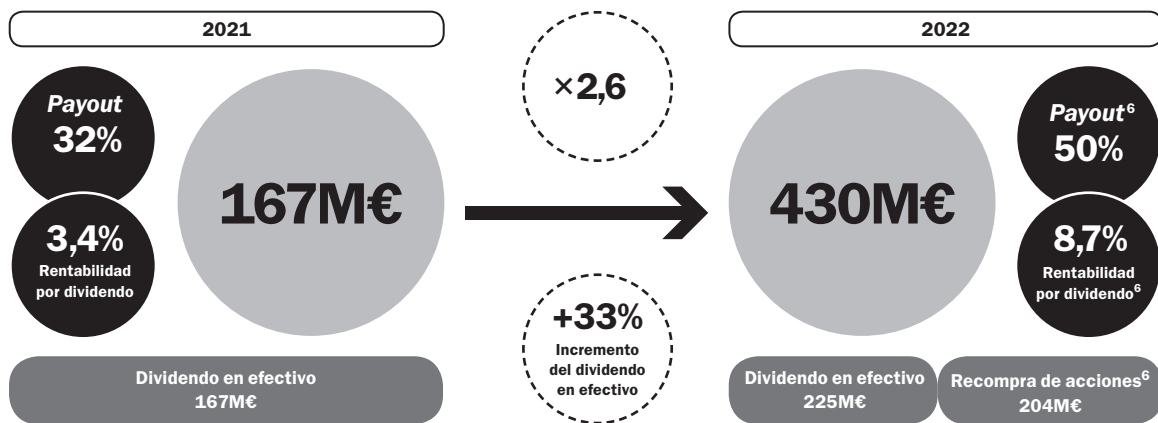 2021
Payout
32%
3,4%
Rentabilidad
por dividendo
167M€
Dividendo en efectivo
167M€
×2,6
+33%
Incremento
del dividendo
en efectivo
2022
430M€
Payout⁶
50%
8,7%
Rentabilidad
por dividendo⁶
Dividendo en efectivo
225M€
Recompra de acciones⁶
204M€